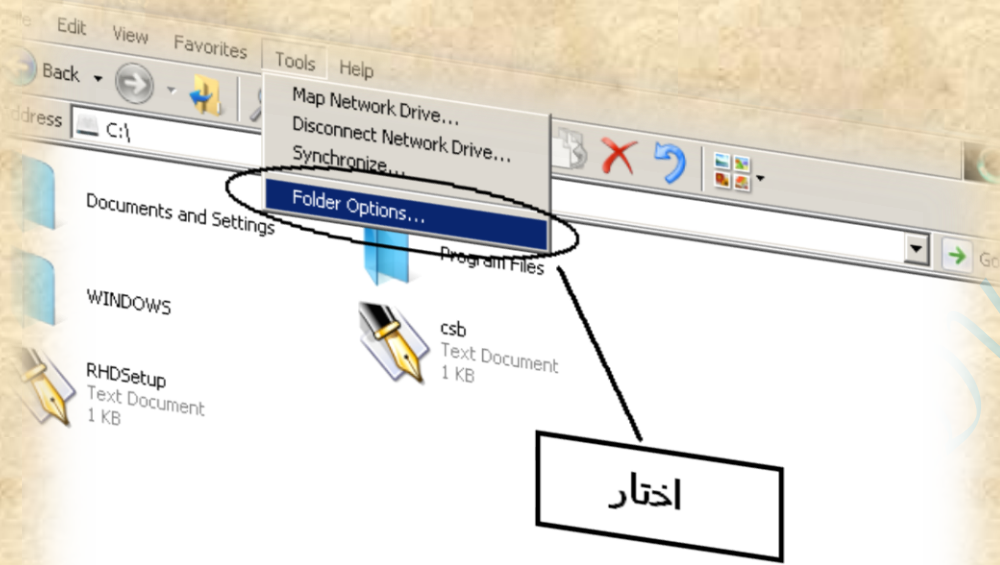 Edit View Favorites Tools Help
Back
Map Network Drive...
Disconnect Network Drive...
Synchronize...
Folder Options...
C:\
Documents and Settings
Program Files
WINDOWS
csb
Text Document
1 KB
RHDSetup
Text Document
1 KB
اختار